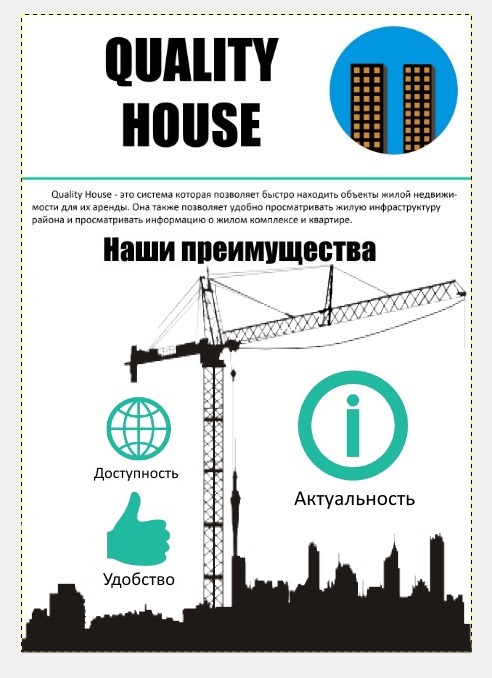 QUALITY
HOUSE
Quality House - это система которая позволяет быстро находить объекты жилой недвижи-
мости для их аренды. Она также позволяет удобно просматривать жилую инфраструктуру
района и просматривать информацию о жилом комплексе и квартире.
Наши преимущества
Доступность
Актуальность
Удобство